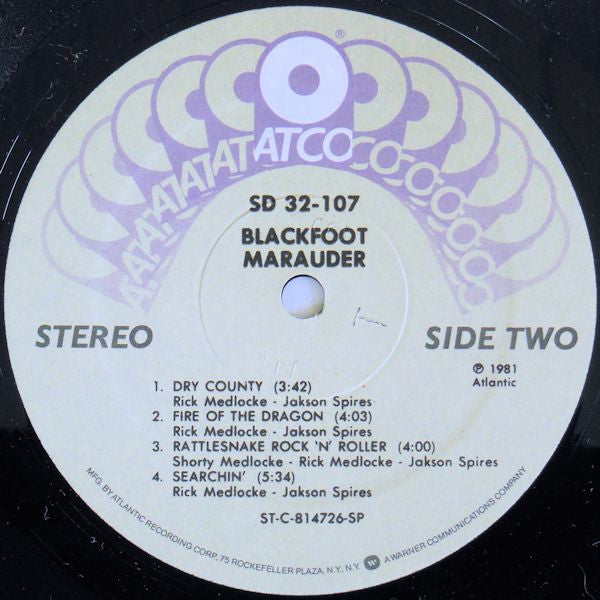 ®
ATCO
SD 32-107
BLACKFOOT
MARAUDER
STEREO
SIDE TWO
℗ 1981
Atlantic
1. DRY COUNTY (3:42)
Rick Medlocke - Jakson Spires
2. FIRE OF THE DRAGON (4:03)
Rick Medlocke - Jakson Spires
3. RATTLESNAKE ROCK 'N' ROLLER (4:00)
Shorty Medlocke - Rick Medlocke - Jakson Spires
4. SEARCHIN' (5:34)
Rick Medlocke - Jakson Spires
ST-C-814726-SP
MFG. BY ATLANTIC RECORDING CORP. 75 ROCKEFELLER PLAZA, N.Y., N.Y. A WARNER COMMUNICATIONS COMPANY